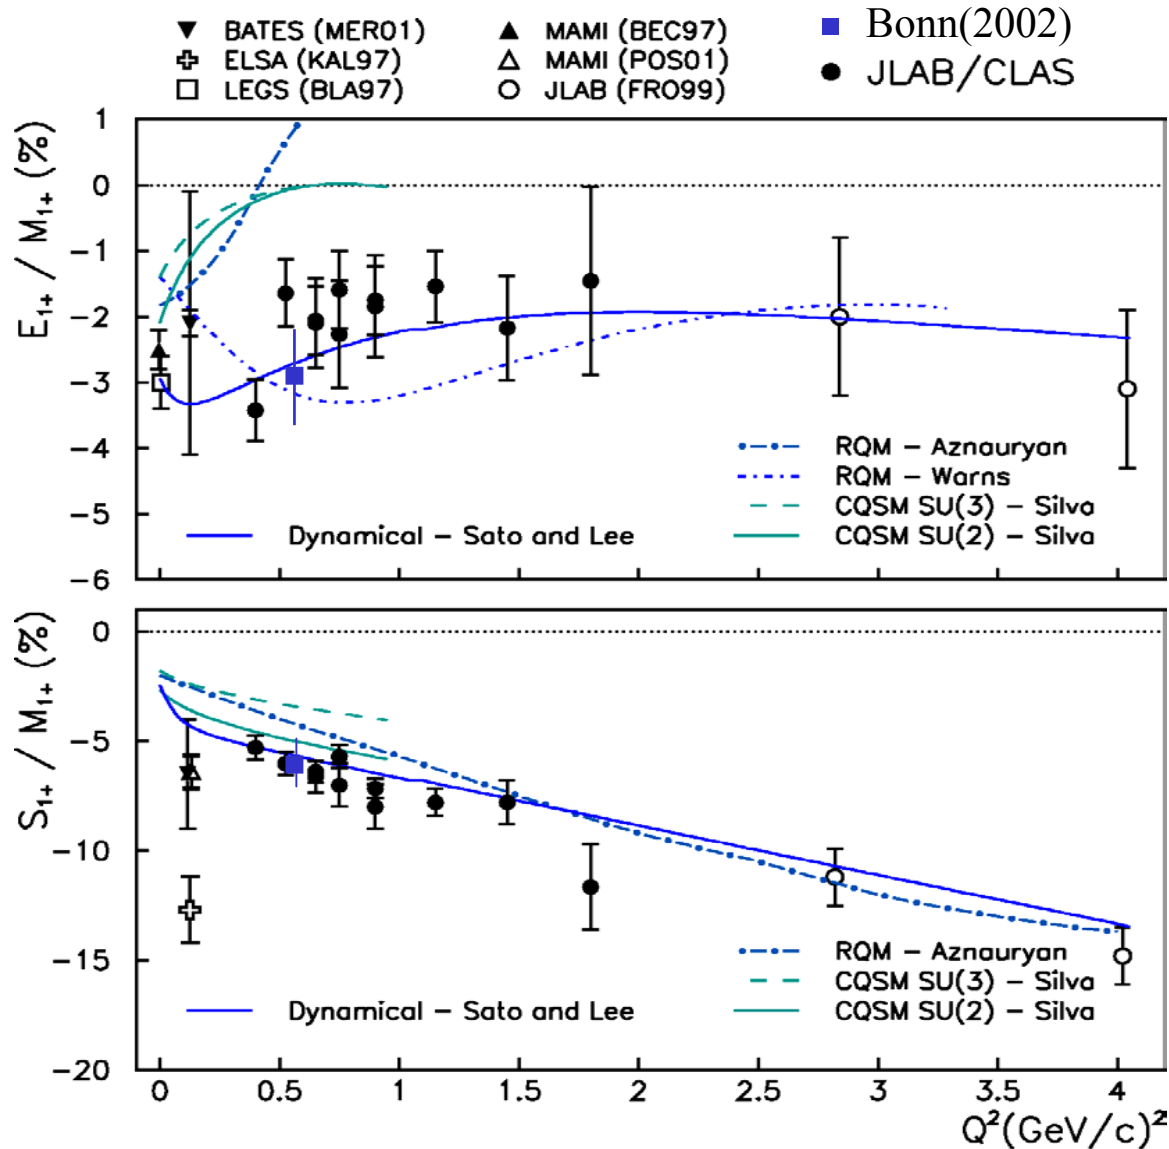 BATES (MER01) MAMI (BEC97) Bonn(2002)
ELSA (KAL97) MAMI (POS01) JLAB/CLAS
LEGS (BLA97) JLAB (FRO99)
E₁₊ / M₁₊ (%)
1
0
−1
−2
−3
−4
−5
−6
RQM − Aznauryan
RQM − Warns
CQSM SU(3) − Silva
Dynamical − Sato and Lee CQSM SU(2) − Silva
S₁₊ / M₁₊ (%)
0
−5
−10
−15
−20
RQM − Aznauryan
CQSM SU(3) − Silva
Dynamical − Sato and Lee CQSM SU(2) − Silva
0 0.5 1 1.5 2 2.5 3 3.5 4
Q²(GeV/c)²